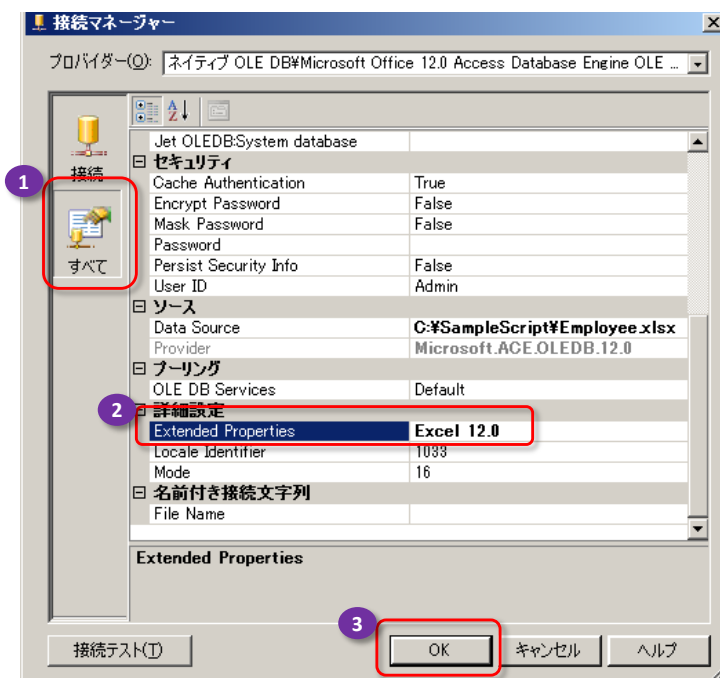 接続マネージャー
プロバイダー(O): ネイティブ OLE DB¥Microsoft Office 12.0 Access Database Engine OLE ...
Jet OLEDB:System database
セキュリティ
1
接続
Cache Authentication True
Encrypt Password False
Mask Password False
Password
すべて
Persist Security Info False
User ID Admin
ソース
Data Source C:¥SampleScript¥Employee.xlsx
Provider Microsoft.ACE.OLEDB.12.0
プーリング
OLE DB Services Default
2
詳細設定
Extended Properties Excel 12.0
Locale Identifier 1033
Mode 16
名前付き接続文字列
File Name
Extended Properties
3
接続テスト(T) OK キャンセル ヘルプ